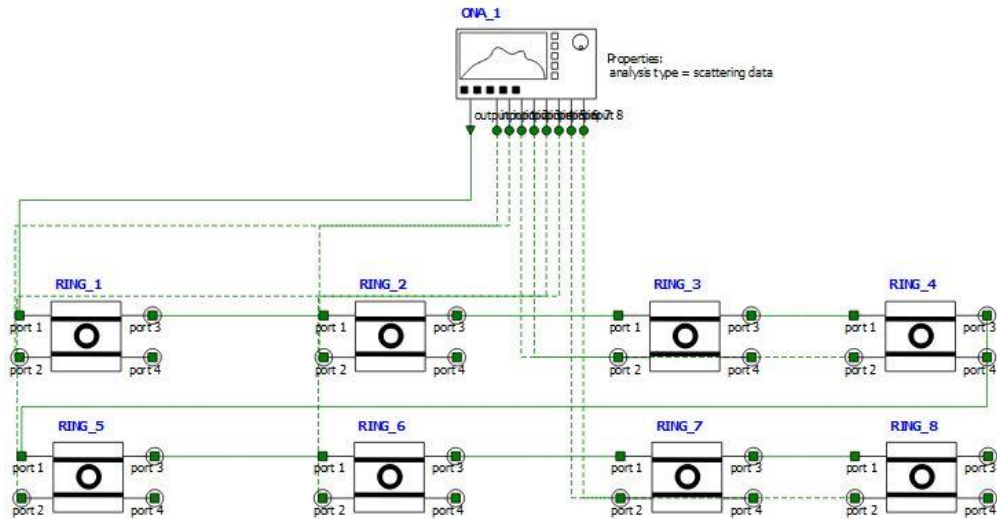 ONA_1
Properties:
analysis type = scattering data
RING_1
RING_2
RING_3
RING_4
port 1
port 3
port 1
port 3
port 1
port 3
port 1
port 3
port 2
port 4
port 2
port 4
port 2
port 4
port 2
port 4
RING_5
RING_6
RING_7
RING_8
port 1
port 3
port 1
port 3
port 1
port 3
port 1
port 3
port 2
port 4
port 2
port 4
port 2
port 4
port 2
port 4